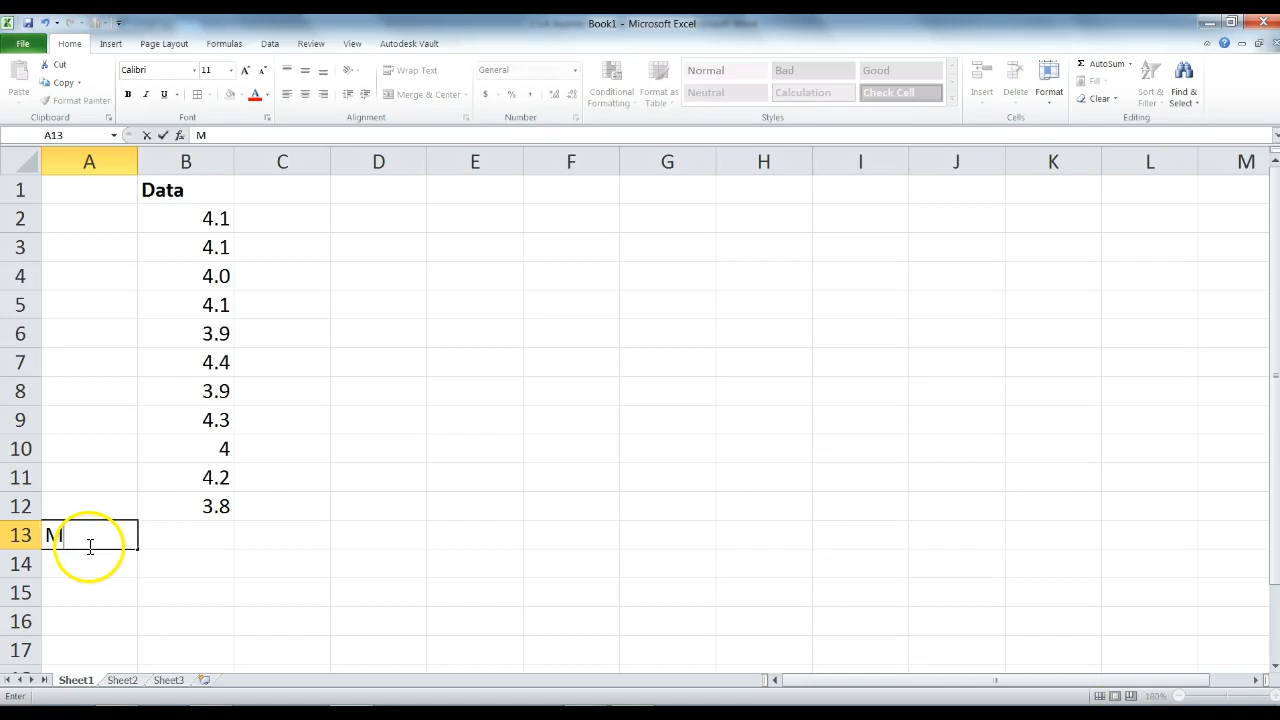 Book1 - Microsoft Excel
File Home Insert Page Layout Formulas Data Review View Autodesk Vault
Paste
Cut
Copy
Format Painter
Clipboard
Calibri 11
B I U
Font
Wrap Text
Merge & Center
Alignment
General
$ % ,
Number
Conditional Formatting
Format as Table
Normal Bad Good
Neutral Calculation Check Cell
Styles
Insert Delete Format
Cells
AutoSum
Fill
Clear
Sort & Filter
Find & Select
Editing
A13 fx M
A B C D E F G H I J K L M
1 Data
2 4.1
3 4.1
4 4.0
5 4.1
6 3.9
7 4.4
8 3.9
9 4.3
10 4
11 4.2
12 3.8
13 M
14
15
16
17
Sheet1 Sheet2 Sheet3
Enter 180%